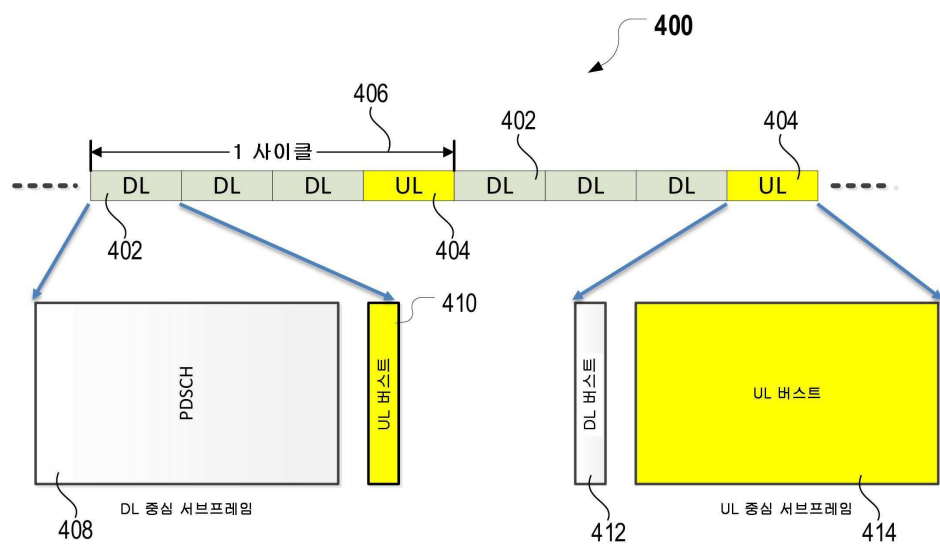 400
406
402
404
1 사이클
DL DL DL UL DL DL DL UL
402
404
410
PDSCH
UL 버스트
DL 버스트
UL 버스트
408
DL 중심 서브프레임
412
UL 중심 서브프레임
414